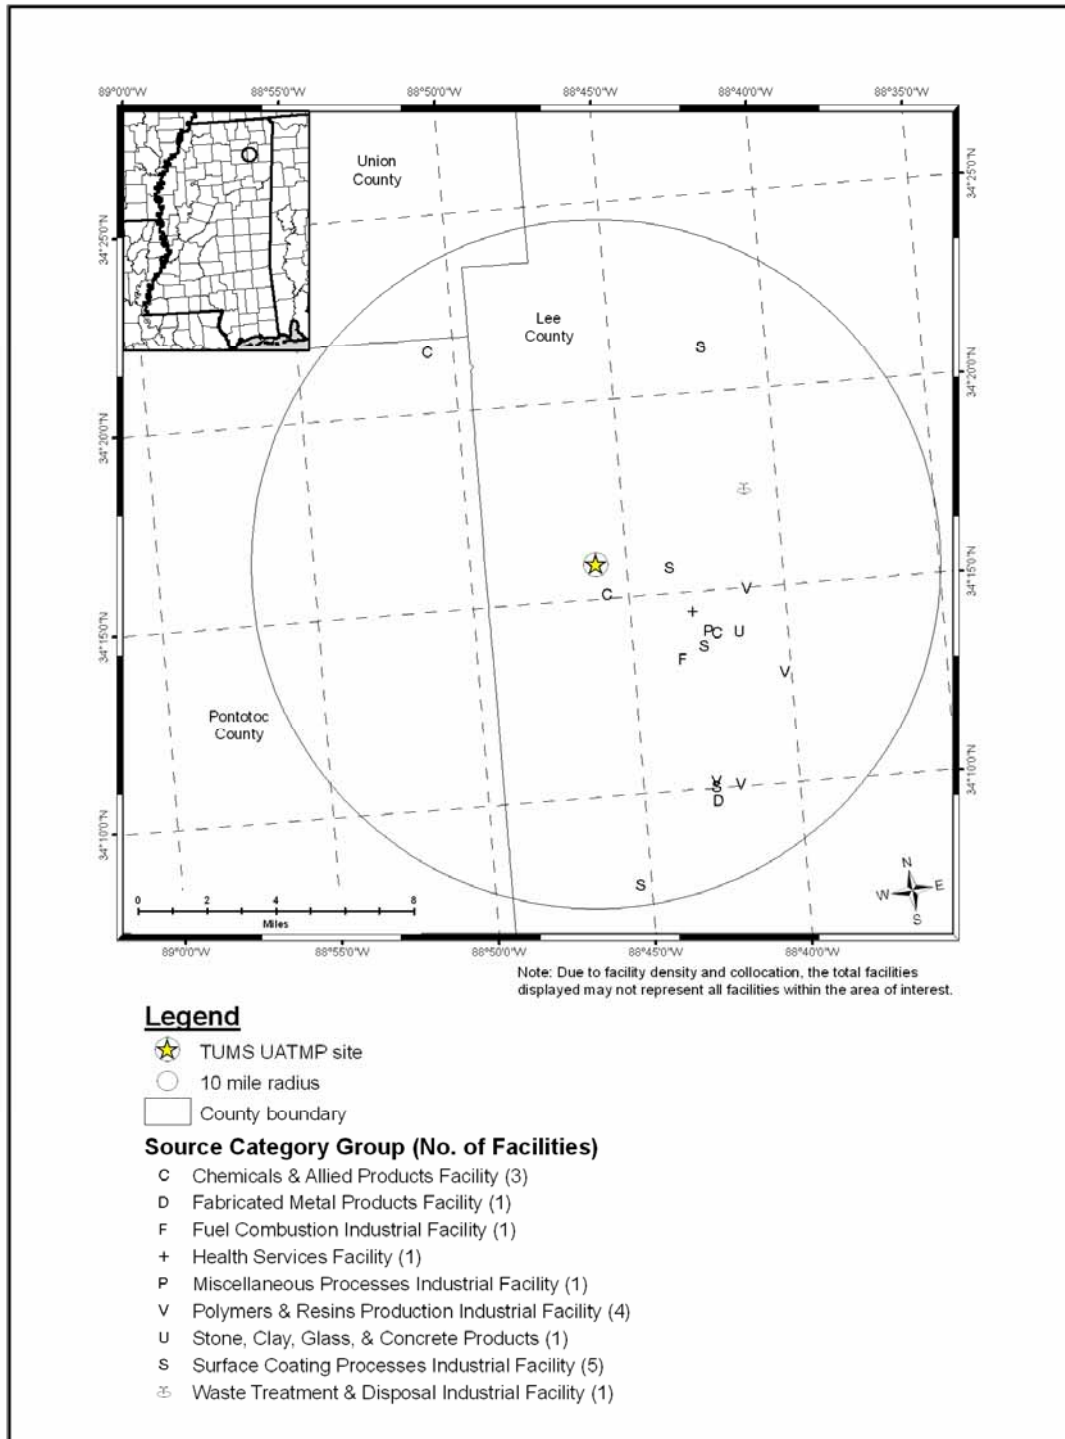 89°0'0"W 88°55'0"W 88°50'0"W 88°45'0"W 88°40'0"W 88°35'0"W
34°25'0"N
34°20'0"N
34°15'0"N
34°10'0"N
34°25'0"N
34°20'0"N
34°15'0"N
34°10'0"N
Union
County
Lee
County
C
S
S
C
V
+
P
C
U
S
F
V
V
S
V
D
S
Pontotoc
County
N
W
E
S
0 2 4 8
Miles
89°0'0"W 88°55'0"W 88°50'0"W 88°45'0"W 88°40'0"W
Note: Due to facility density and collocation, the total facilities
displayed may not represent all facilities within the area of interest.
Legend
TUMS UATMP site
10 mile radius
County boundary
Source Category Group (No. of Facilities)
C Chemicals & Allied Products Facility (3)
D Fabricated Metal Products Facility (1)
F Fuel Combustion Industrial Facility (1)
+ Health Services Facility (1)
P Miscellaneous Processes Industrial Facility (1)
V Polymers & Resins Production Industrial Facility (4)
U Stone, Clay, Glass, & Concrete Products (1)
S Surface Coating Processes Industrial Facility (5)
Waste Treatment & Disposal Industrial Facility (1)